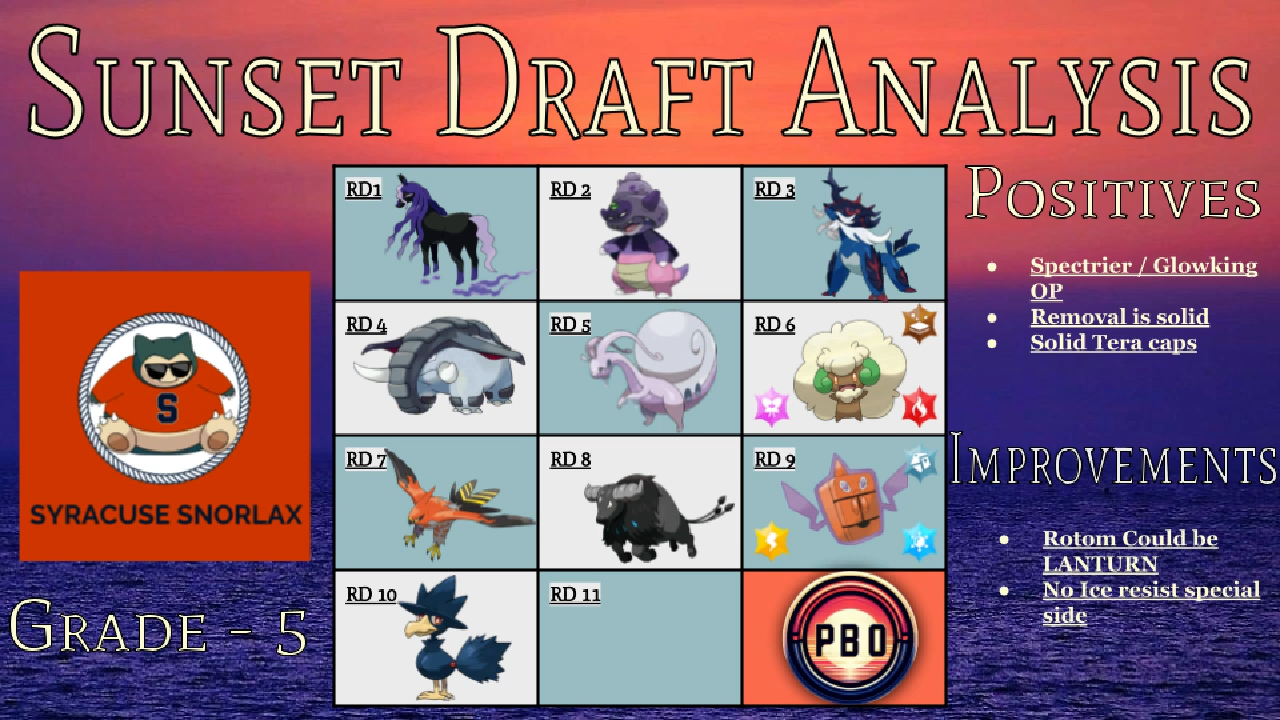 Sunset Draft Analysis
RD1
RD 2
RD 3
RD 4
RD 5
RD 6
RD 7
RD 8
RD 9
RD 10
RD 11
PBO
S
SYRACUSE SNORLAX
Grade - 5
Positives
Spectrier / Glowking
OP
Removal is solid
Solid Tera caps
Improvements
Rotom Could be
LANTURN
No Ice resist special
side